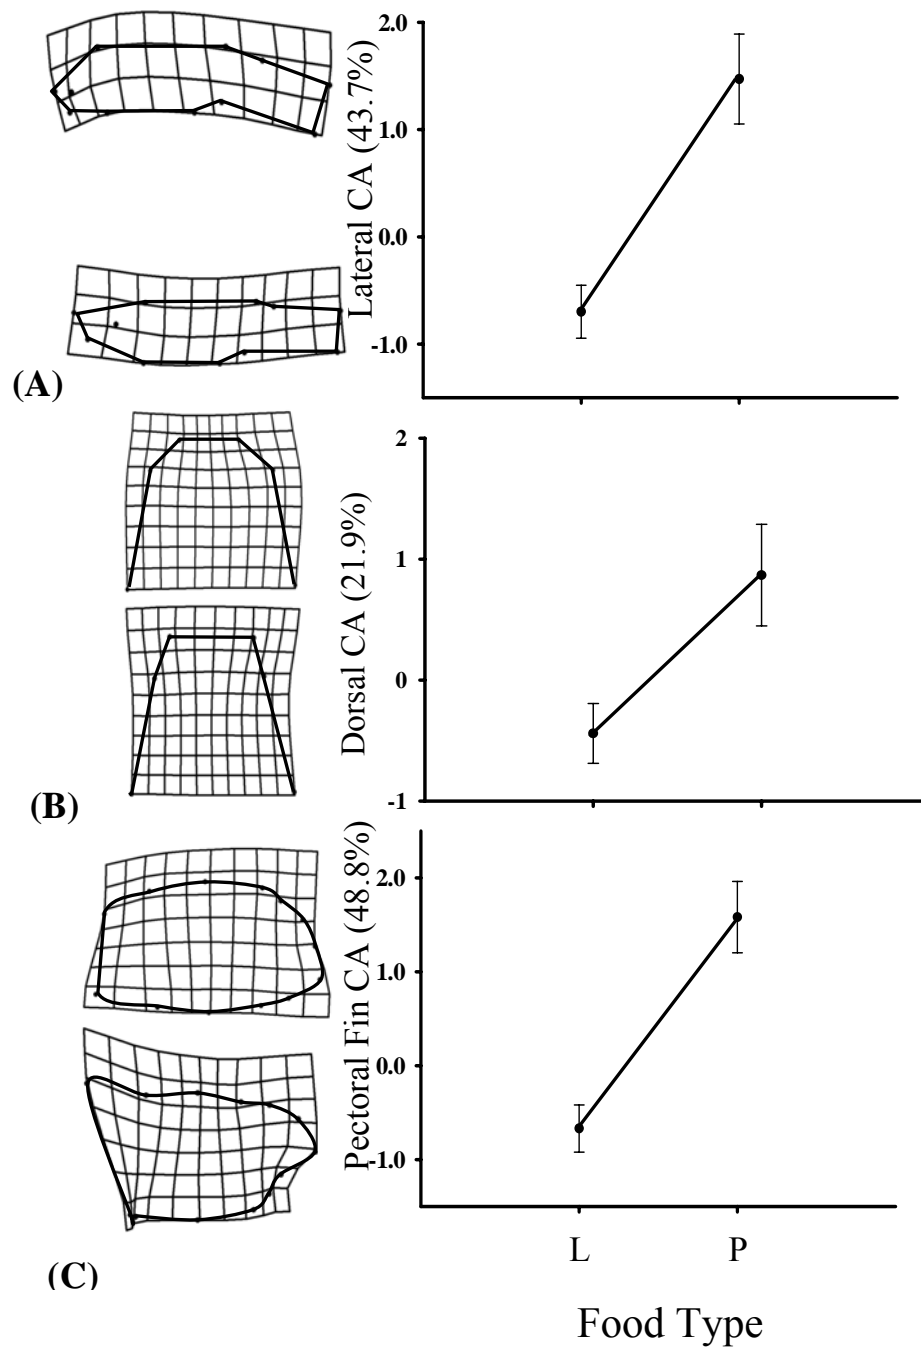 2.0
1.0
0.0
-1.0
Lateral CA (43.7%)
(A)
2
1
0
-1
Dorsal CA (21.9%)
(B)
2.0
1.0
0.0
-1.0
Pectoral Fin CA (48.8%)
(C)
L P
Food Type